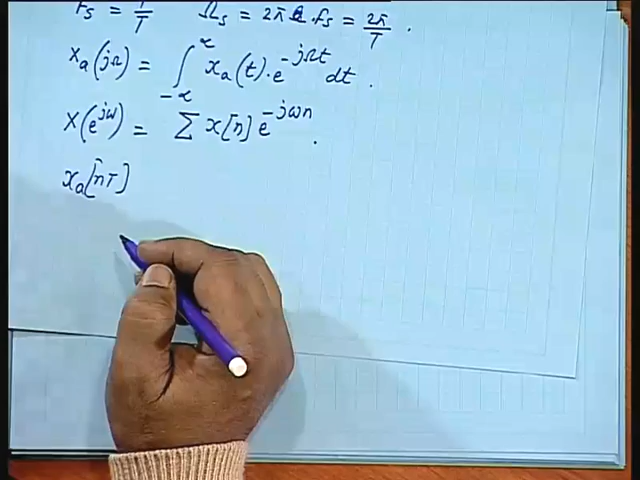 Fs = 1/T Ωs = 2π . fs = 2π/T .
Xa(jΩ) = ∫_{-∞}^{∞} xa(t) . e^{-jΩt} dt .
X(e^{jω}) = Σ x[n] e^{-jωn} .
xa[nT]